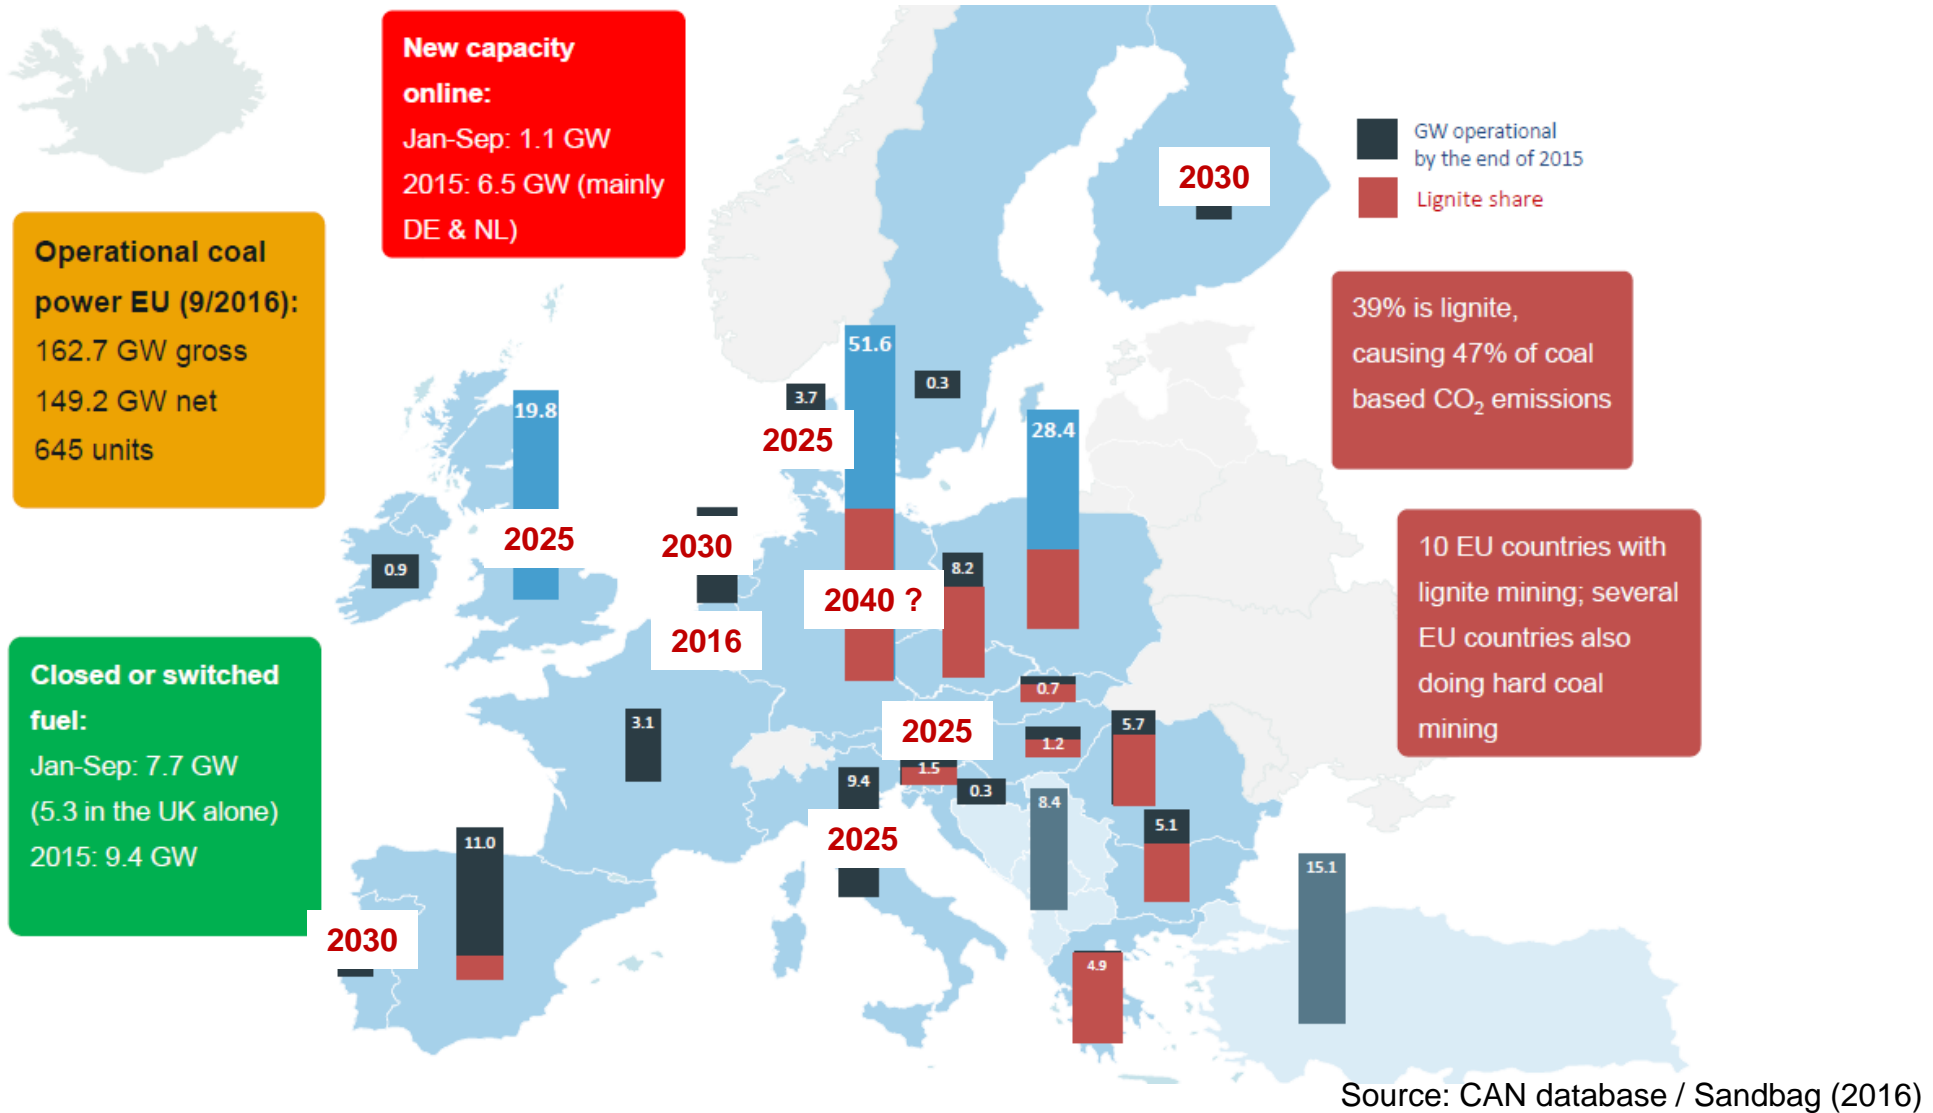 New capacity
online:
Jan-Sep: 1.1 GW
2015: 6.5 GW (mainly
DE & NL)
GW operational
by the end of 2015
Lignite share
2030
Operational coal
power EU (9/2016):
162.7 GW gross
149.2 GW net
645 units
39% is lignite,
causing 47% of coal
based CO₂ emissions
51.6
3.7
0.3
19.8
2025
28.4
2025
2030
0.9
8.2
2040 ?
2016
10 EU countries with
lignite mining; several
EU countries also
doing hard coal
mining
Closed or switched
fuel:
Jan-Sep: 7.7 GW
(5.3 in the UK alone)
2015: 9.4 GW
0.7
3.1
2025
5.7
1.2
1.5
9.4
0.3
8.4
2025
5.1
11.0
15.1
2030
4.9
Source: CAN database / Sandbag (2016)